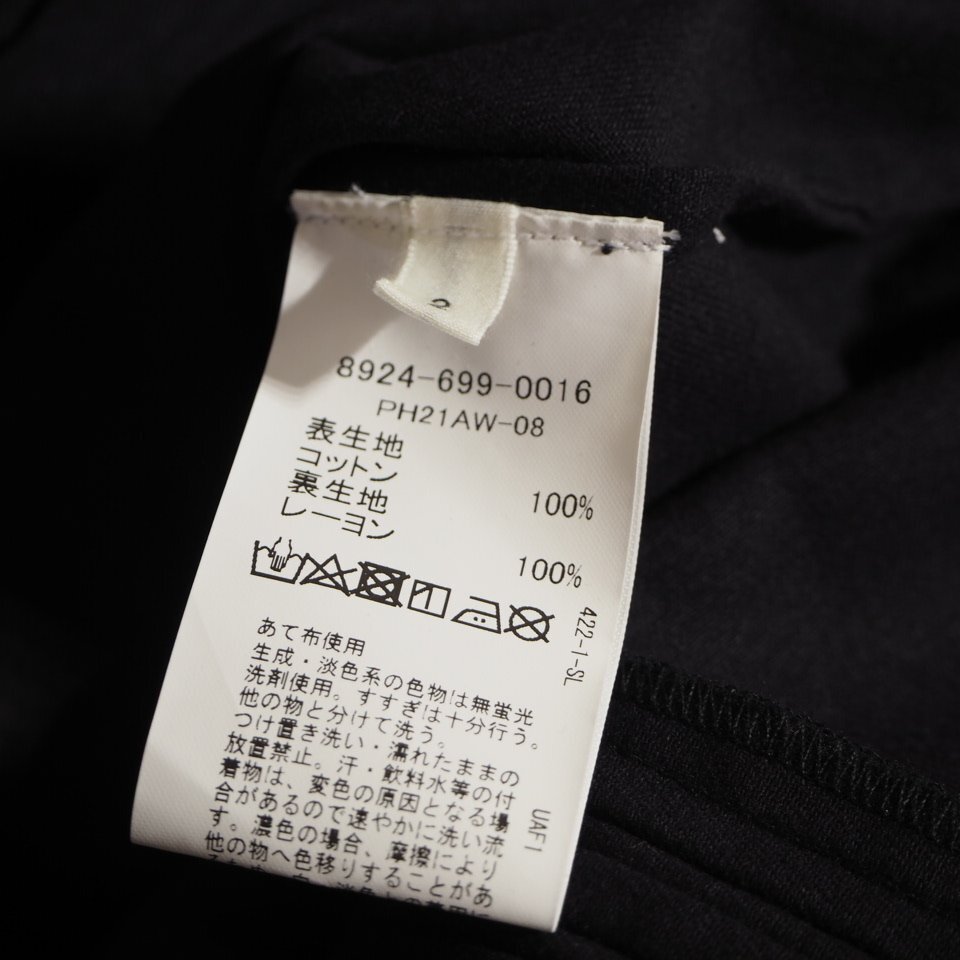 8924-699-0016
PH21AW-08
表生地
コットン 100%
裏生地
レーヨン 100%
422-1-SL
あて布使用
生成・淡色系の色物は無蛍光
洗剤使用。すすぎは十分行う。
他の物と分けて洗う。
つけ置き洗い・濡れたままの
放置禁止。汗・飲料水等の付
着物は、変色の原因となる場
合があるので速やかに洗い流
す。濃色の場合、摩擦により
他の物へ色移りすることがあ
UAF1